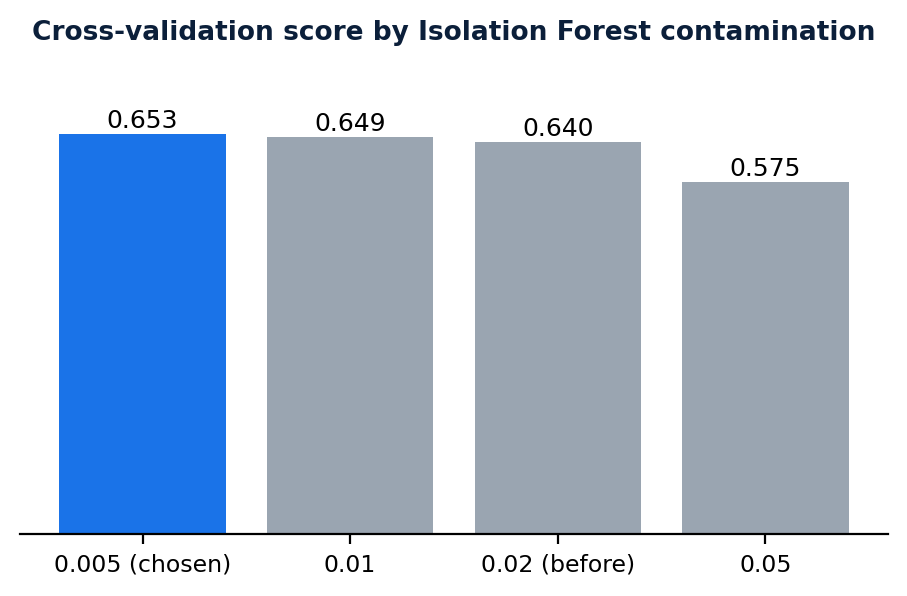 Cross-validation score by Isolation Forest contamination
0.653
0.649
0.640
0.575
0.005 (chosen)
0.01
0.02 (before)
0.05